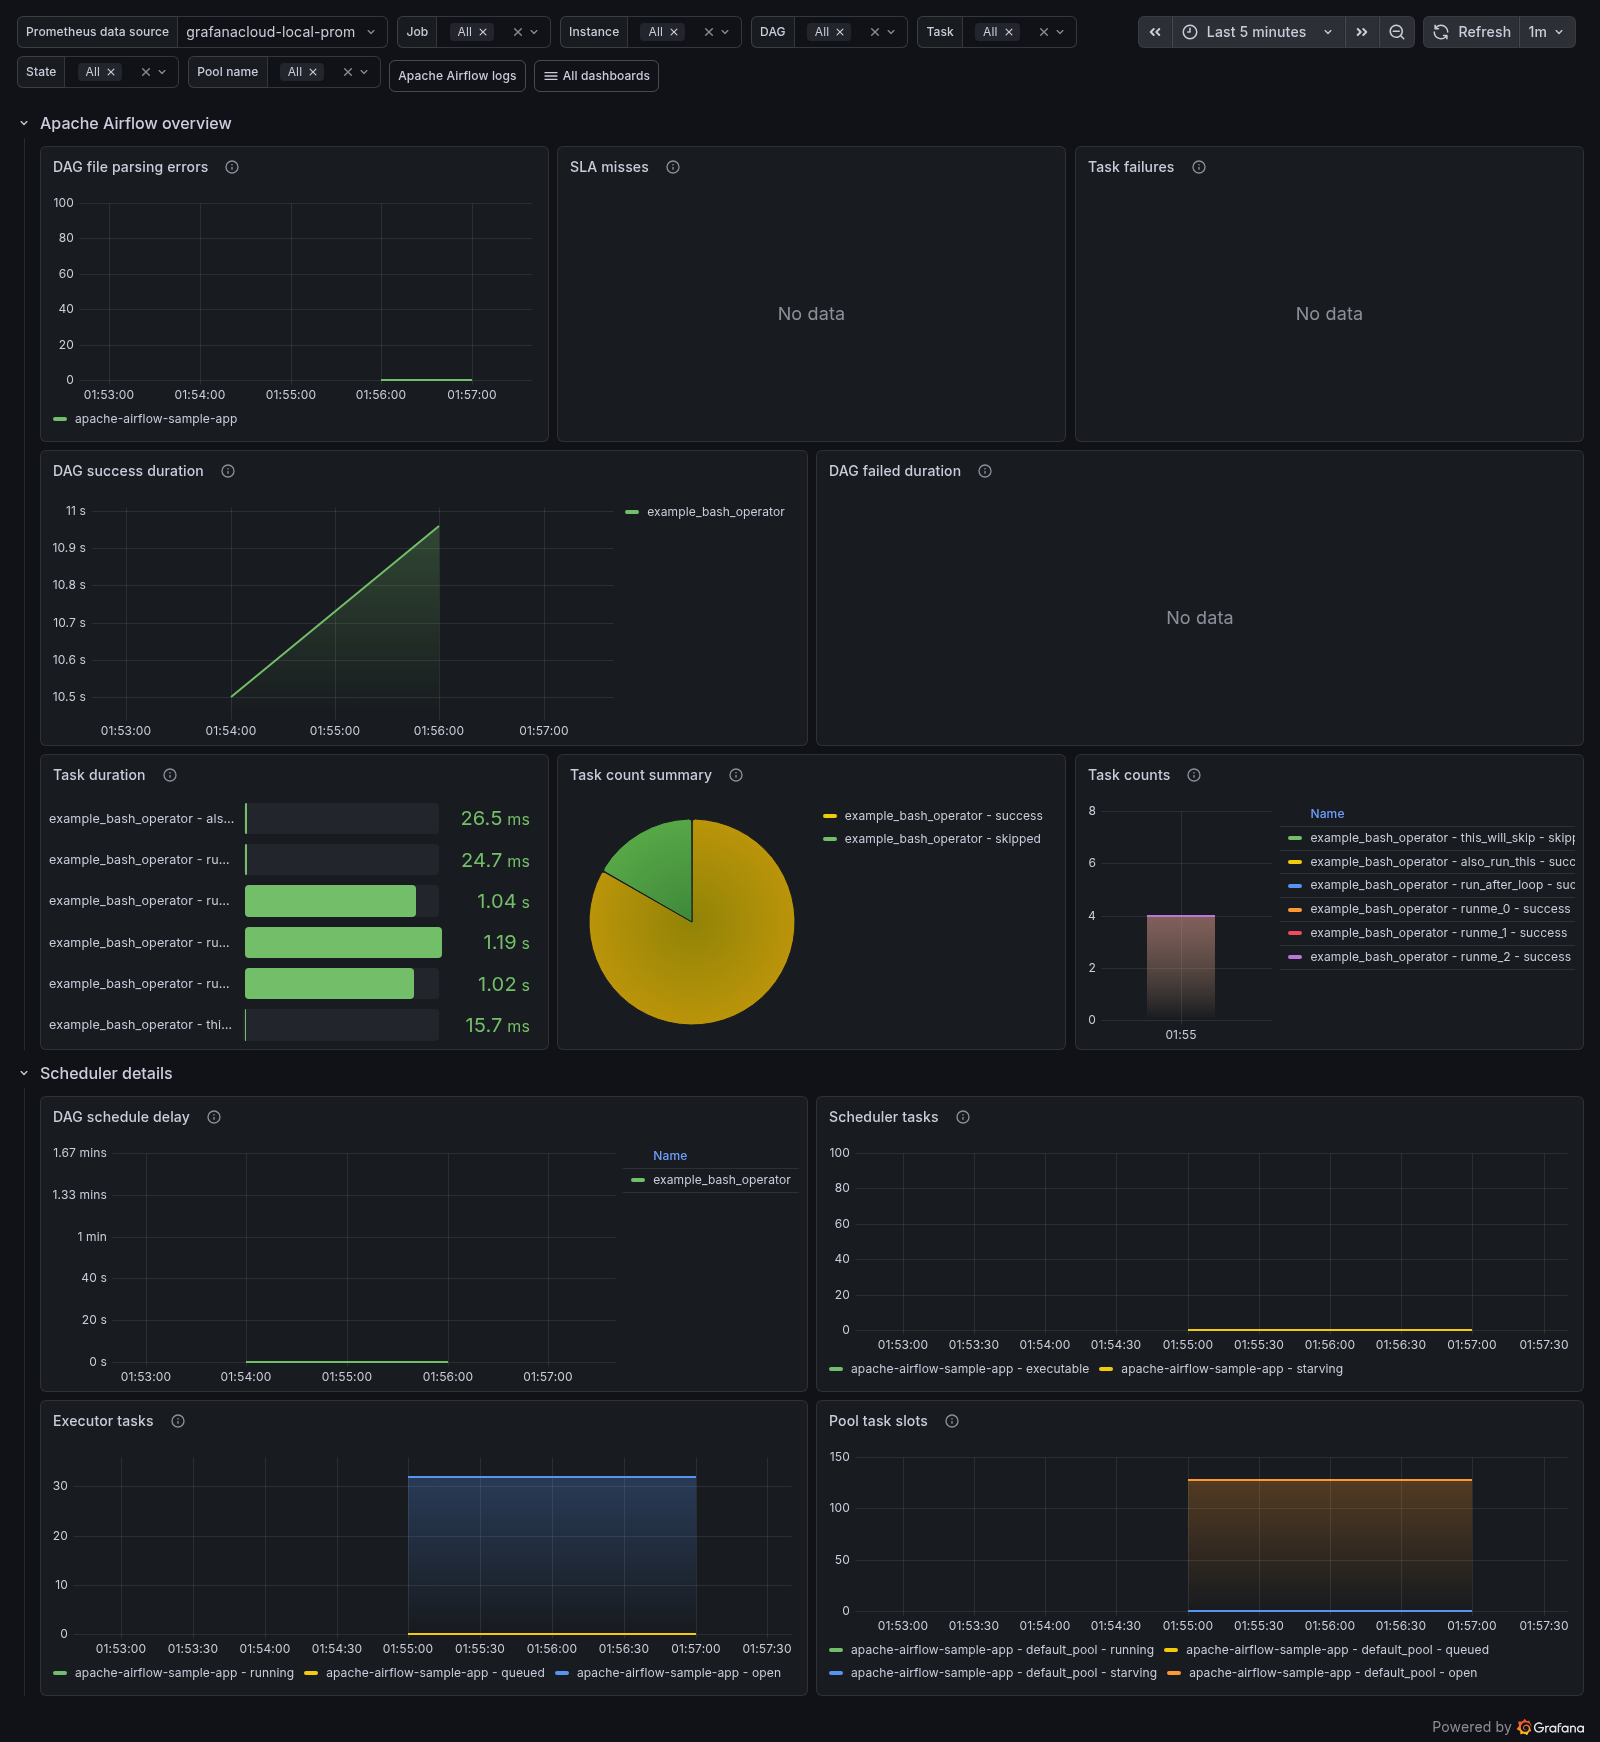 Prometheus data source grafanacloud-local-prom Job All Instance All DAG All Task All Last 5 minutes Refresh 1m
State All Pool name All Apache Airflow logs All dashboards
Apache Airflow overview
DAG file parsing errors
100
80
60
40
20
0
01:53:00 01:54:00 01:55:00 01:56:00 01:57:00
apache-airflow-sample-app
SLA misses
No data
Task failures
No data
DAG success duration
11 s
10.9 s
10.8 s
10.7 s
10.6 s
10.5 s
01:53:00 01:54:00 01:55:00 01:56:00 01:57:00
example_bash_operator
DAG failed duration
No data
Task duration
example_bash_operator - als... 26.5 ms
example_bash_operator - ru... 24.7 ms
example_bash_operator - ru... 1.04 s
example_bash_operator - ru... 1.19 s
example_bash_operator - ru... 1.02 s
example_bash_operator - thi... 15.7 ms
Task count summary
example_bash_operator - success
example_bash_operator - skipped
Task counts
8
6
4
2
0
01:55
Name
example_bash_operator - this_will_skip - skipp
example_bash_operator - also_run_this - succ
example_bash_operator - run_after_loop - suc
example_bash_operator - runme_0 - success
example_bash_operator - runme_1 - success
example_bash_operator - runme_2 - success
Scheduler details
DAG schedule delay
1.67 mins
1.33 mins
1 min
40 s
20 s
0 s
01:53:00 01:54:00 01:55:00 01:56:00 01:57:00
Name
example_bash_operator
Scheduler tasks
100
80
60
40
20
0
01:53:00 01:53:30 01:54:00 01:54:30 01:55:00 01:55:30 01:56:00 01:56:30 01:57:00 01:57:30
apache-airflow-sample-app - executable apache-airflow-sample-app - starving
Executor tasks
30
20
10
0
01:53:00 01:53:30 01:54:00 01:54:30 01:55:00 01:55:30 01:56:00 01:56:30 01:57:00 01:57:30
apache-airflow-sample-app - running apache-airflow-sample-app - queued apache-airflow-sample-app - open
Pool task slots
150
100
50
0
01:53:00 01:53:30 01:54:00 01:54:30 01:55:00 01:55:30 01:56:00 01:56:30 01:57:00 01:57:30
apache-airflow-sample-app - default_pool - running apache-airflow-sample-app - default_pool - queued
apache-airflow-sample-app - default_pool - starving apache-airflow-sample-app - default_pool - open
Powered by Grafana